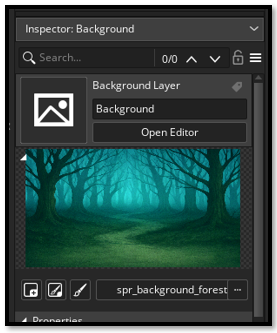 Inspector: Background
Search...
0/0
Background Layer
Background
Open Editor
spr_background_forest
Properties